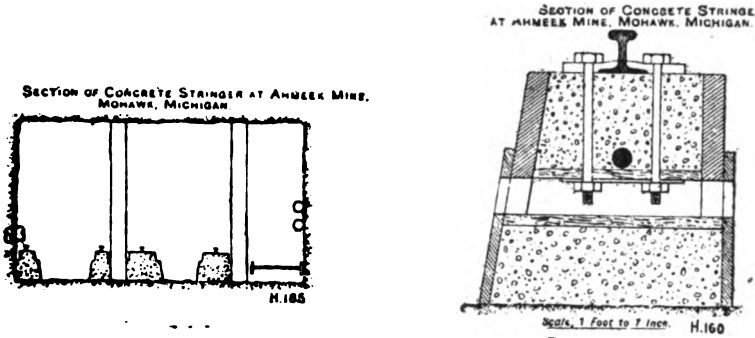 SECTION OF CONCRETE STRINGER AT AHMEEK MINE,
MOHAWK, MICHIGAN.
H.165
SECTION OF CONCRETE STRINGE
AT AHMEEK MINE, MOHAWK, MICHIGAN.
Scale, 1 Foot to 1 Inch.
H.160